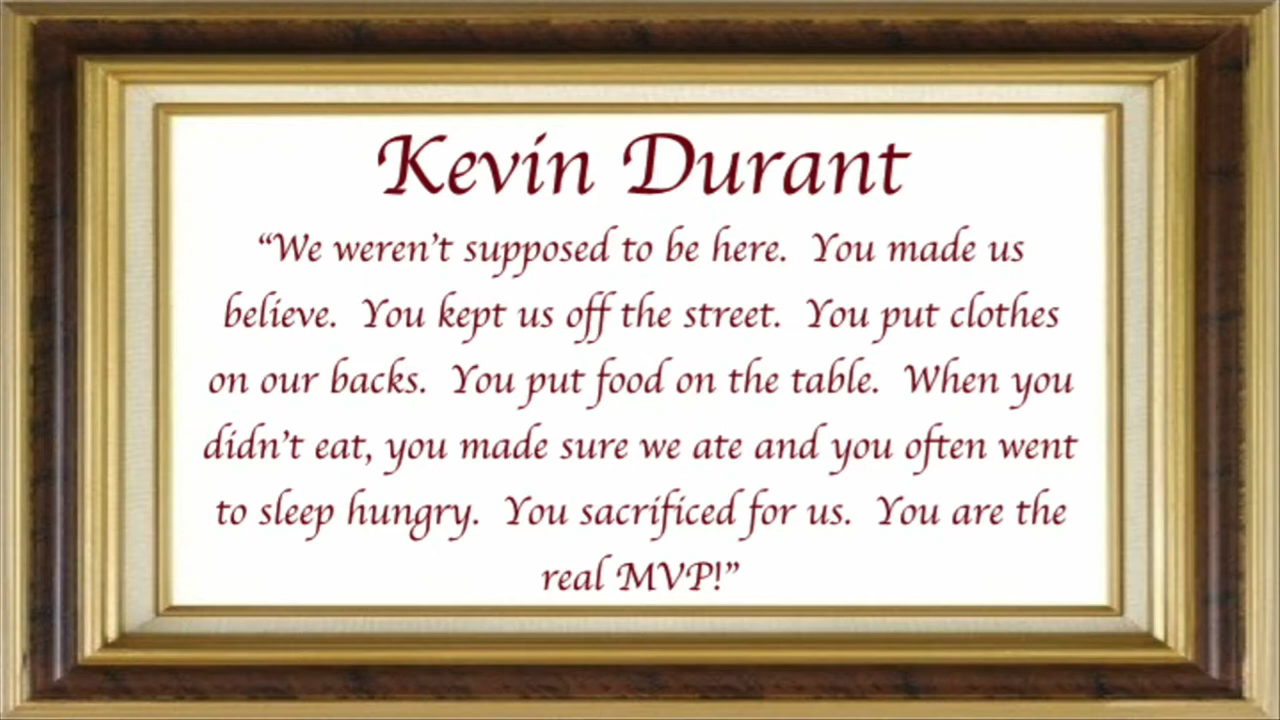 Kevin Durant
“We weren’t supposed to be here.  You made us
believe.  You kept us off the street.  You put clothes
on our backs.  You put food on the table.  When you
didn’t eat, you made sure we ate and you often went
to sleep hungry.  You sacrificed for us.  You are the
real MVP!”